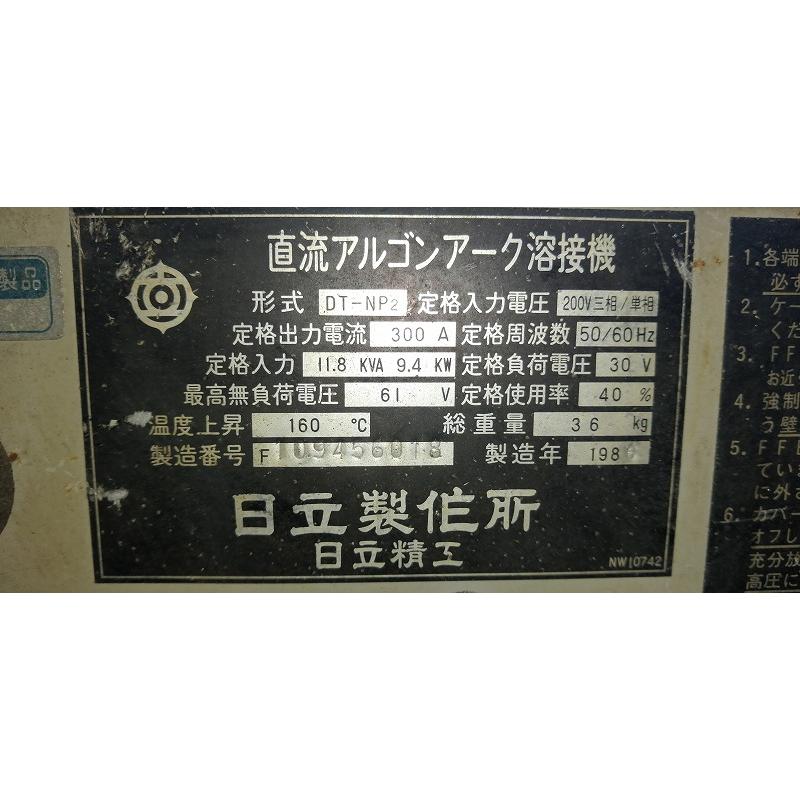 直流アルゴンアーク溶接機
形式 DT-NP2 定格入力電圧 200V三相/単相
定格出力電流 300 A 定格周波数 50/60Hz
定格入力 11.8 KVA 9.4 KW 定格負荷電圧 30 V
最高無負荷電圧 61 V 定格使用率 40 %
温度上昇 160 ℃ 総重量 36 kg
製造番号 F 109456018 製造年 1984
日立製作所
日立精工
NW10742
製品
1. 各端
必ず
2. ケー
くだ
3. FF
お近
4. 強制
う壁
5. FF
てい
に外
6. カバー
オフし
充分放
高圧に